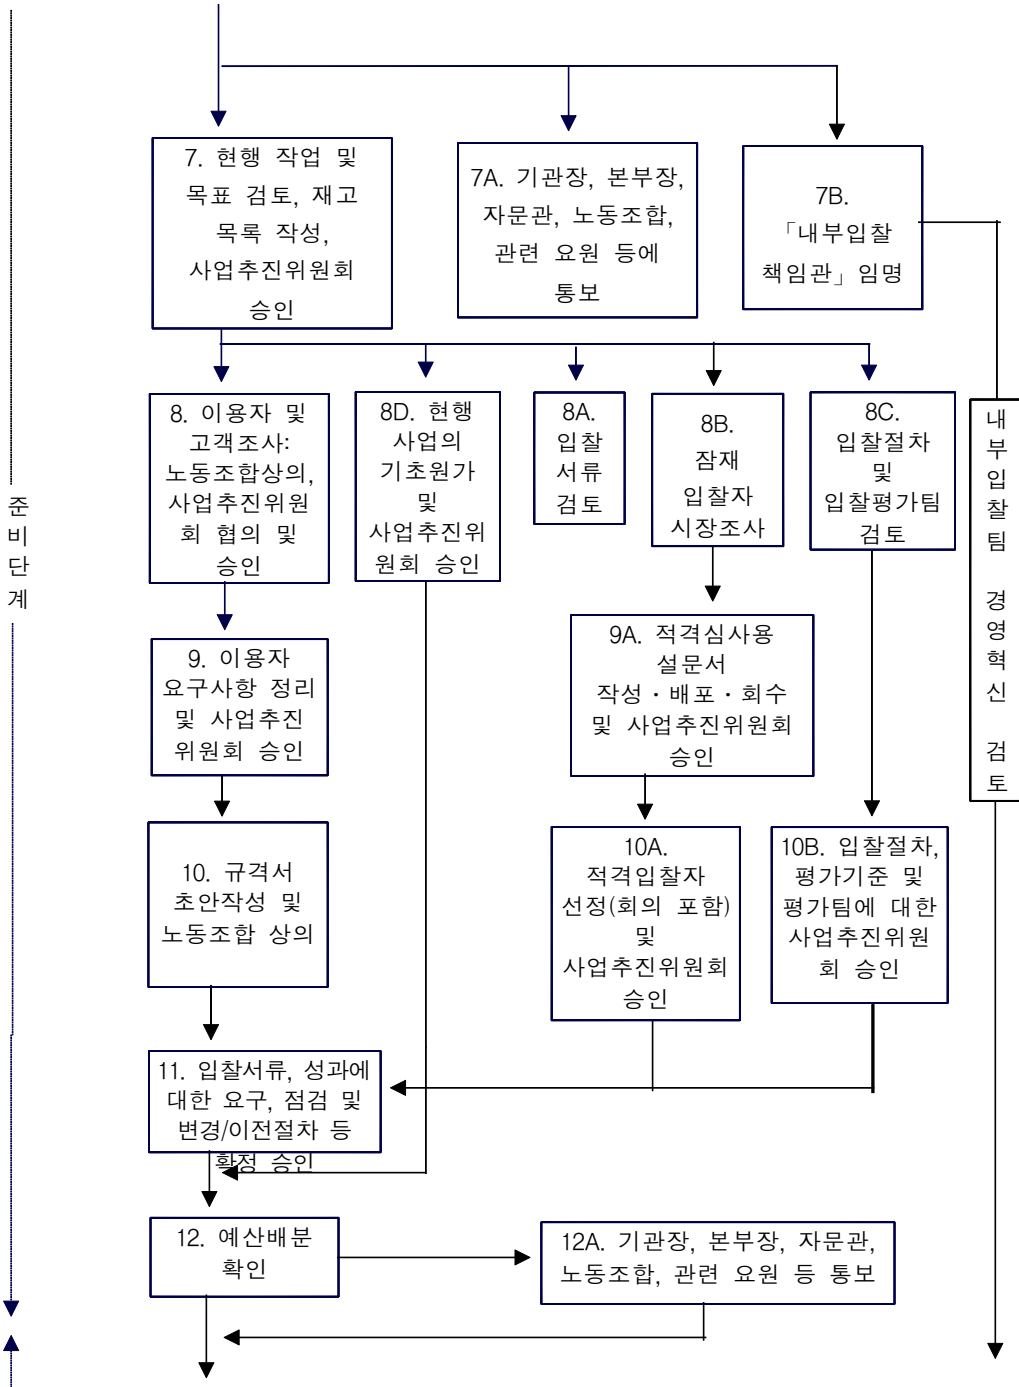 7. 현행 작업 및
목표 검토, 재고
목록 작성,
사업추진위원회
승인
7A. 기관장, 본부장,
자문관, 노동조합,
관련 요원 등에
통보
7B.
「내부입찰
책임관」임명
8. 이용자 및
고객조사:
노동조합상의,
사업추진위원
회 협의 및
승인
8D. 현행
사업의
기초원가
및
사업추진위
원회 승인
8A.
입찰
서류
검토
8B.
잠재
입찰자
시장조사
8C.
입찰절차
및
입찰평가팀
검토
내
부
입
찰
팀
경
영
혁
신
검
토
준
비
단
계
9. 이용자
요구사항 정리
및 사업추진
위원회 승인
9A. 적격심사용
설문서
작성·배포·회수
및 사업추진위원회
승인
10. 규격서
초안작성 및
노동조합 상의
10A.
적격입찰자
선정(회의 포함)
및
사업추진위원회
승인
10B. 입찰절차,
평가기준 및
평가팀에 대한
사업추진위원
회 승인
11. 입찰서류, 성과에
대한 요구, 점검 및
변경/이전절차 등
확정 승인
12. 예산배분
확인
12A. 기관장, 본부장, 자문관,
노동조합, 관련 요원 등 통보